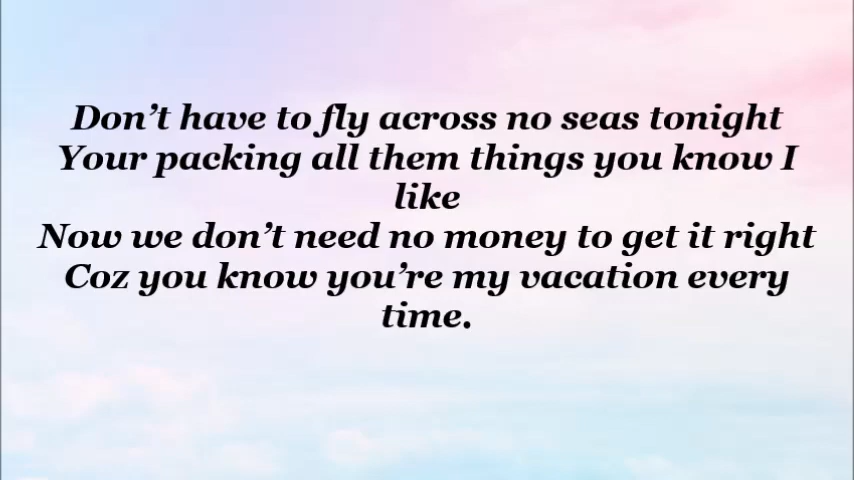 Don’t have to fly across no seas tonight
Your packing all them things you know I
like
Now we don’t need no money to get it right
Coz you know you’re my vacation every
time.